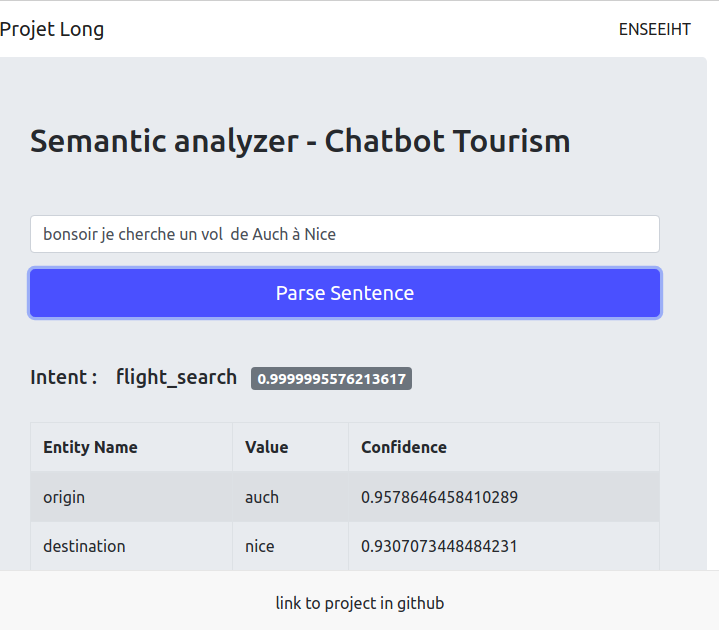 Projet Long ENSEEIHT
Semantic analyzer - Chatbot Tourism
bonsoir je cherche un vol  de Auch à Nice
Parse Sentence
Intent : flight_search 0.9999995576213617
Entity Name Value Confidence
origin auch 0.9578646458410289
destination nice 0.9307073448484231
link to project in github